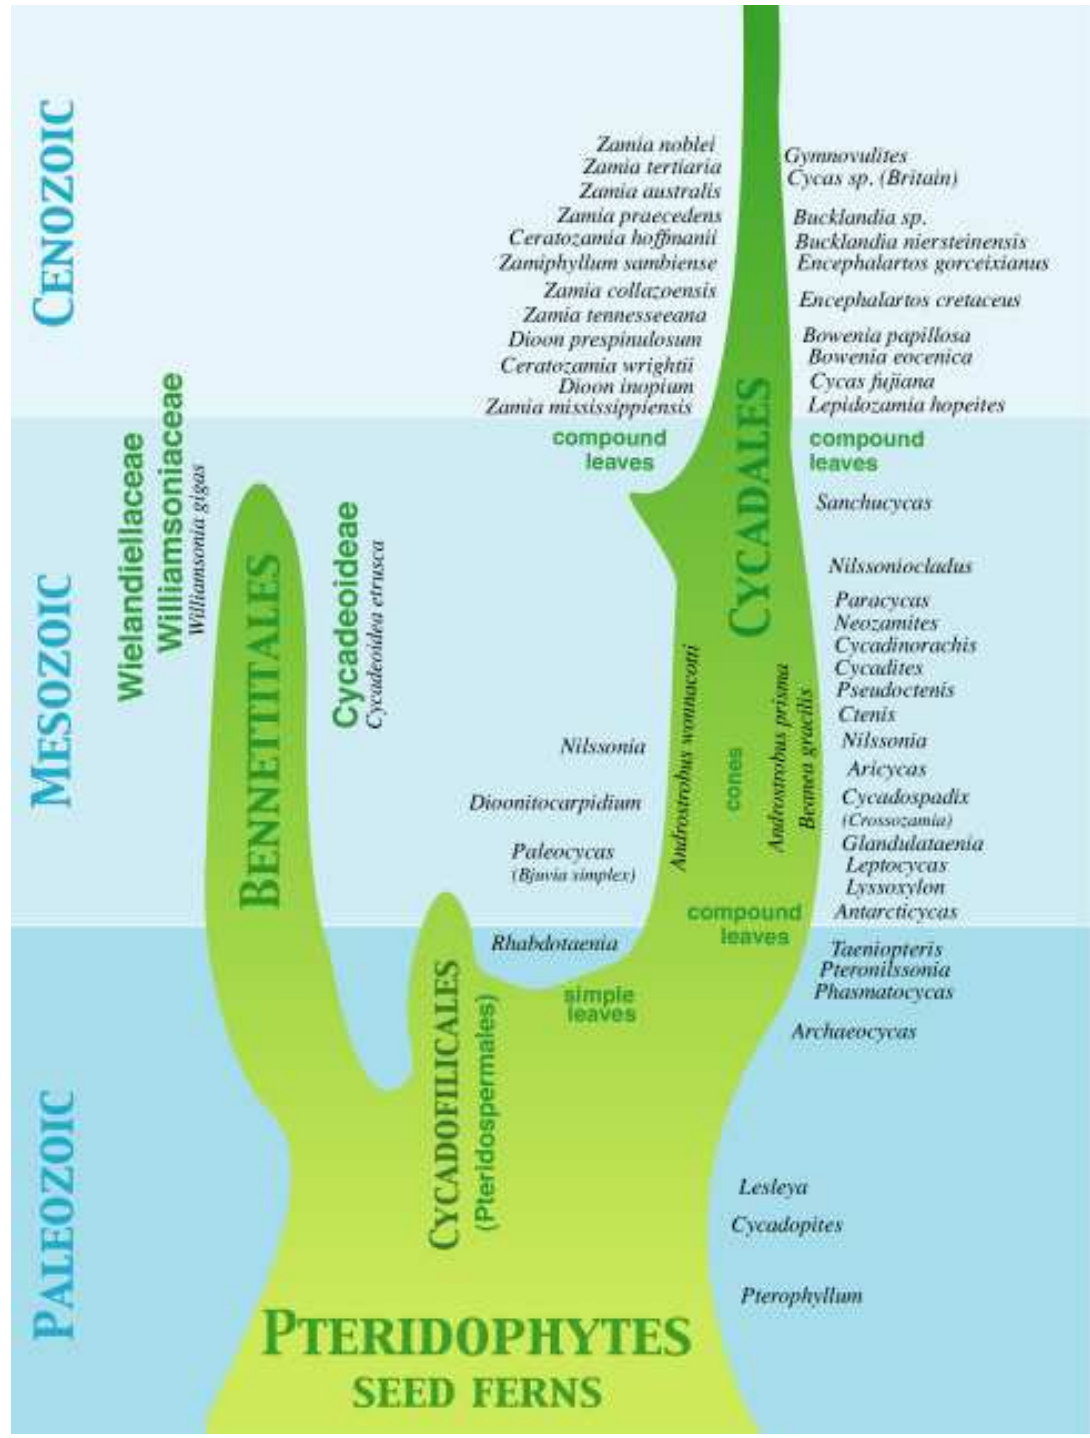 CENOZOIC
Zamia noblei
Zamia tertiaria
Zamia australis
Zamia praecedens
Ceratozamia hoffmanii
Zamiphyllum sambiense
Zamia collazoensis
Zamia tennesseeana
Dioon prespinulosum
Ceratozamia wrightii
Dioon inopium
Zamia mississippiensis
compound
leaves
Gymnovulites
Cycas sp. (Britain)
Bucklandia sp.
Bucklandia niersteinensis
Encephalartos gorceixianus
Encephalartos cretaceus
Bowenia papillosa
Bowenia eocenica
Cycas fujiana
Lepidozamia hopeites
compound
leaves
CYCADALES
MESOZOIC
Wielandiellaceae
Williamsoniaceae
Williamsonia gigas
BENNETTITALES
Cycadeoideae
Cycadeoidea etrusca
Nilssonia
Dioonitocarpidium
Paleocycas
(Bjuvia simplex)
Androstrobus wonnacotti
cones
Androstrobus prisma
Beanea gracilis
Sanchucycas
Nilssoniocladus
Paracycas
Neozamites
Cycadinorachis
Cycadites
Pseudoctenis
Ctenis
Nilssonia
Aricycas
Cycadospadix
(Crossozamia)
Glandulataenia
Leptocycas
Lyssoxylon
Antarcticycas
compound
leaves
PALEOZOIC
Rhabdotaenia
simple
leaves
Taeniopteris
Pteronilssonia
Phasmatocycas
Archaeocycas
CYCADOFILICALES
(Pteridospermales)
Lesleya
Cycadopites
Pterophyllum
PTERIDOPHYTES
SEED FERNS